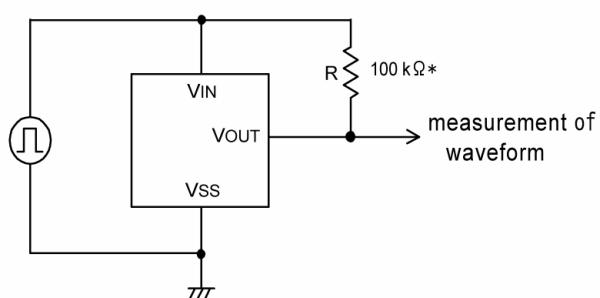 VIN
R 100 kΩ*
VOUT
measurement of
waveform
VSS